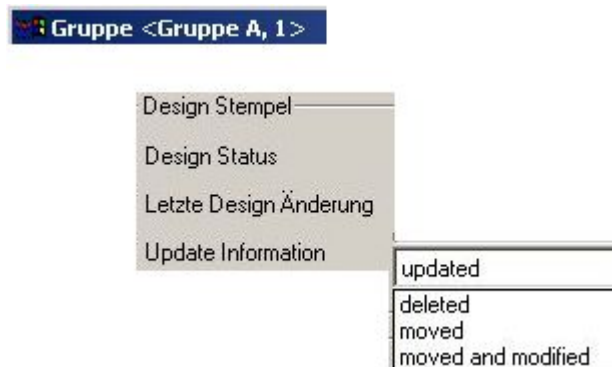 Gruppe <Gruppe A, 1>
Design Stempel
Design Status
Letzte Design Änderung
Update Information
updated
deleted
moved
moved and modified